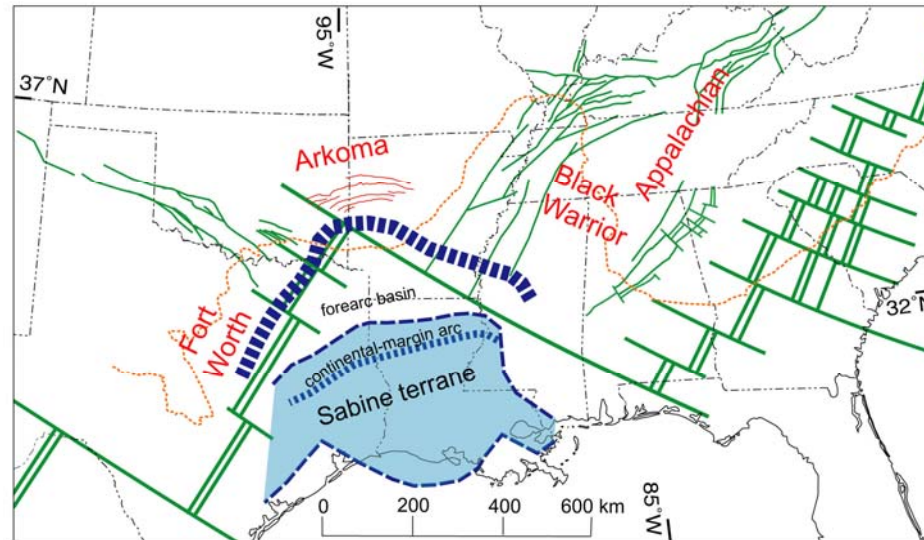 95°W
37°N
Arkoma
Appalachian
Black
Warrior
Fort
Worth
forearc basin
continental-margin arc
Sabine terrane
32°N
85°W
0 200 400 600 km